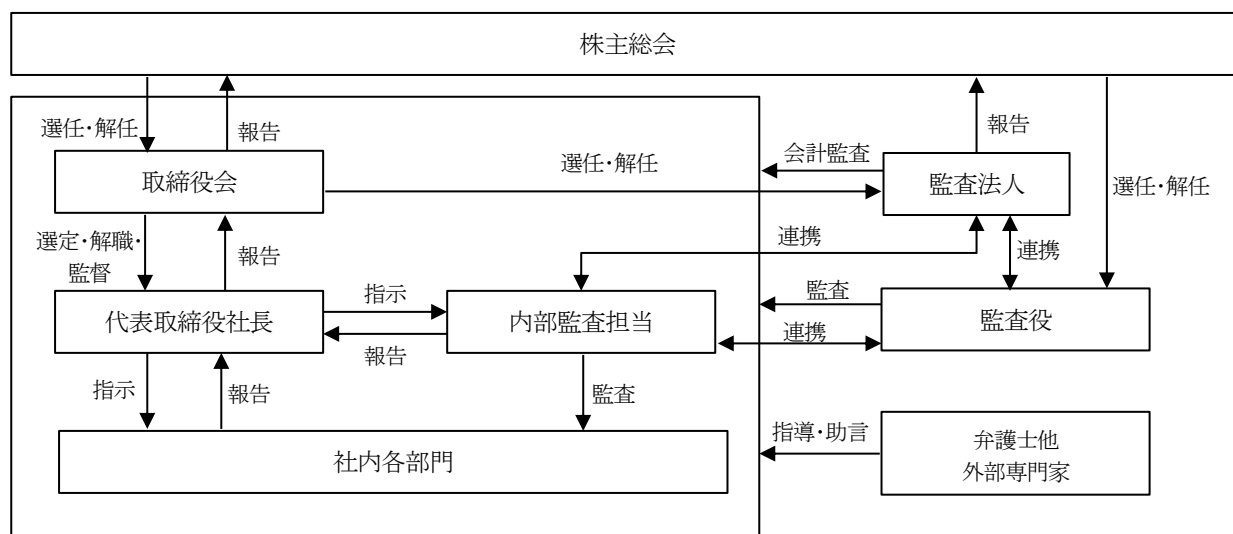 株主総会
選任・解任
報告
報告
選任・解任
取締役会
選任・解任
会計監査
監査法人
選定・解職・
監督
報告
連携
連携
代表取締役社長
指示
報告
内部監査担当
監査
連携
監査役
指示
報告
監査
社内各部門
指導・助言
弁護士他
外部専門家